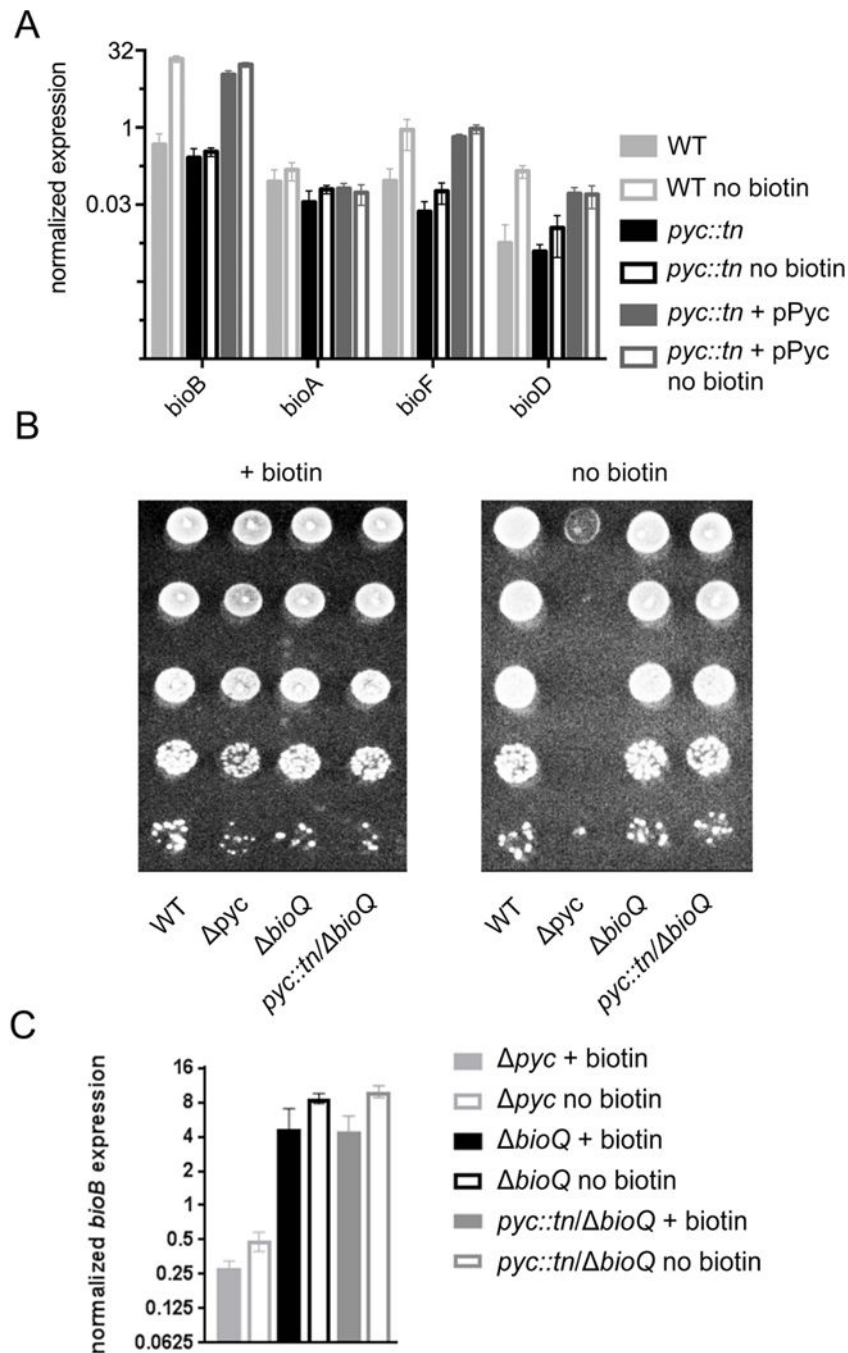 A
normalized expression
32
1
0.03
bioB
bioA
bioF
bioD
WT
WT no biotin
pyc::tn
pyc::tn no biotin
pyc::tn + pPyc
pyc::tn + pPyc
no biotin
B
+ biotin
no biotin
WT
Δpyc
ΔbioQ
pyc::tn/ΔbioQ
WT
Δpyc
ΔbioQ
pyc::tn/ΔbioQ
C
normalized bioB expression
16
8
4
2
1
0.5
0.25
0.125
0.0625
Δpyc + biotin
Δpyc no biotin
ΔbioQ + biotin
ΔbioQ no biotin
pyc::tn/ΔbioQ + biotin
pyc::tn/ΔbioQ no biotin